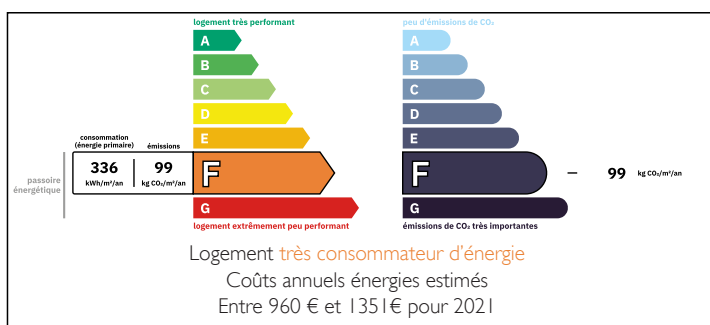 logement très performant
A
B
C
D
E
consommation
(énergie primaire)
émissions
336
kWh/m²/an
99
kg CO₂/m²/an
F
passoire
énergétique
G
logement extrêmement peu performant
peu d'émissions de CO₂
A
B
C
D
E
F
99 kg CO₂/m²/an
G
émissions de CO₂ très importantes
Logement très consommateur d'énergie
Coûts annuels énergies estimés
Entre 960 € et 1351€ pour 2021